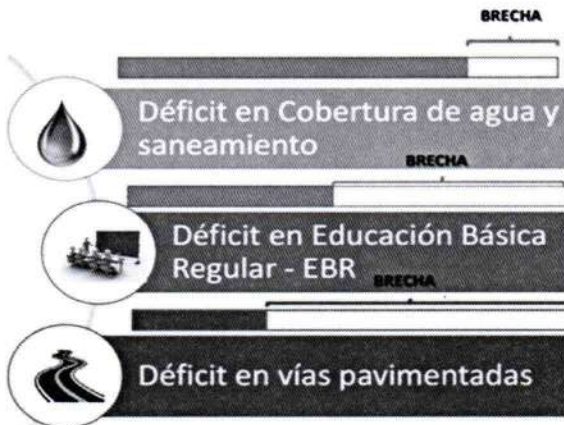 BRECHA
Déficit en Cobertura de agua y
saneamiento
BRECHA
Déficit en Educación Básica
Regular - EBR
BRECHA
Déficit en vías pavimentadas